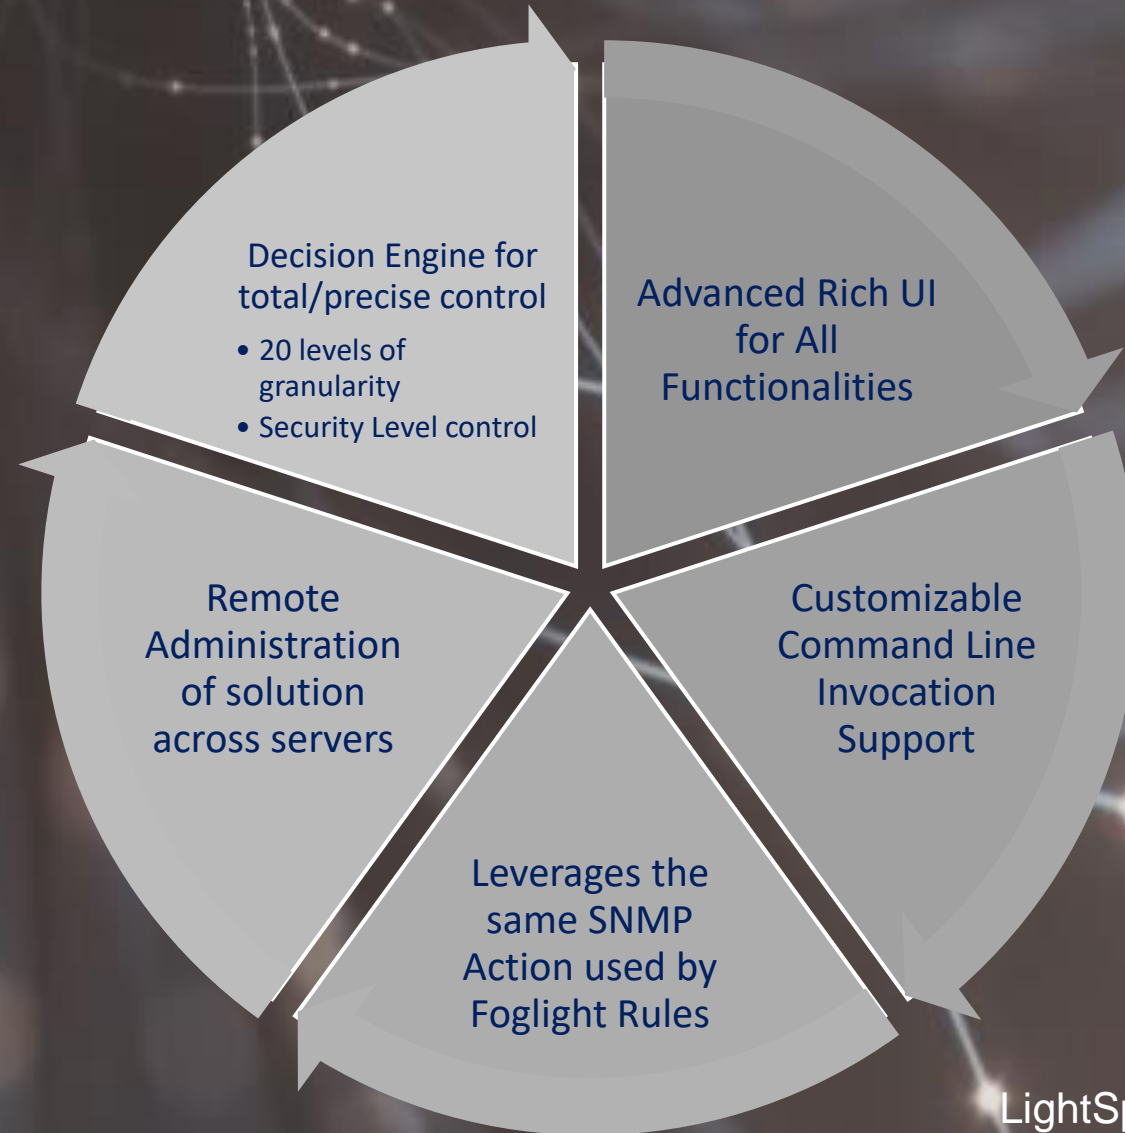 Decision Engine for
total/precise control
• 20 levels of
granularity
• Security Level control
Advanced Rich UI
for All
Functionalities
Customizable
Command Line
Invocation
Support
Leverages the
same SNMP
Action used by
Foglight Rules
Remote
Administration
of solution
across servers